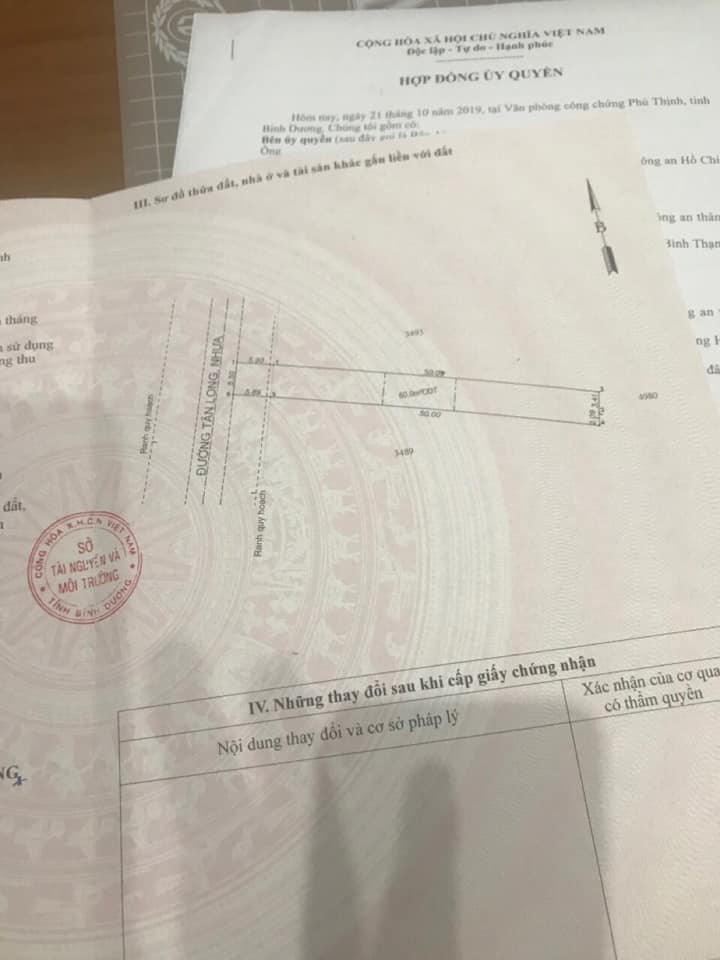 CỘNG HÒA XÃ HỘI CHỦ NGHĨA VIỆT NAM
Độc lập - Tự do - Hạnh phúc
HỢP ĐỒNG ỦY QUYỀN
Hôm nay, ngày 21 tháng 10 năm 2019, tại Văn phòng công chứng Phú Thịnh, tỉnh
Bình Dương, Chúng tôi gồm có:
Bên ủy quyền (sau đây gọi là
Ông
ông an Hồ Chí
ông an thàn
Bình Thạn
g an
ng H
đâ
III. Sơ đồ thửa đất, nhà ở và tài sản khác gắn liền với đất
B
nh
tháng
sử dụng
ng thu
đất,
Ranh quy hoạch
ĐƯỜNG TÂN LONG, NHỰA
Ranh quy hoạch
3493
50.00
60.0m²/ODT
50.00
3489
4980
3.41
CỘNG HÒA X.H.C.N VIỆT NAM
SỞ
TÀI NGUYÊN VÀ
MÔI TRƯỜNG
TỈNH BÌNH DƯƠNG
NG
IV. Những thay đổi sau khi cấp giấy chứng nhận
Nội dung thay đổi và cơ sở pháp lý
Xác nhận của cơ qua
có thẩm quyền